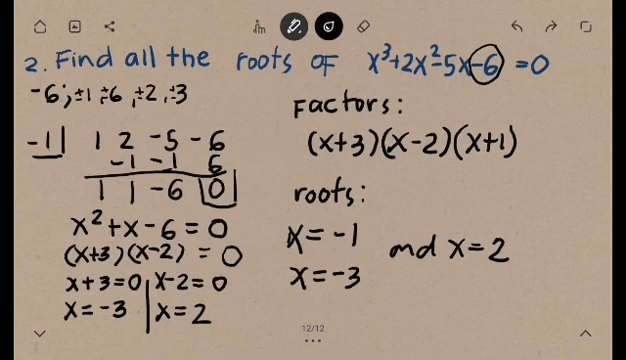 2. Find all the roots of x³+2x²-5x-6 = 0
-6; ±1, ±6, ±2, ±3
-1| 1 2 -5 -6
-1 -1 6
1 1 -6 0
x²+x-6=0
(x+3)(x-2) = 0
x+3=0 | x-2=0
x=-3 | x=2
Factors:
(x+3)(x-2)(x+1)
roots:
x=-1
x=-3
and x=2
12/12